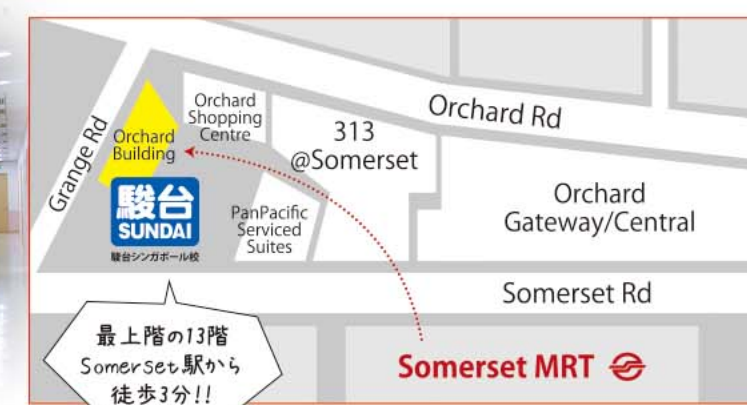 Orchard Rd
Grange Rd
Orchard
Building
Orchard
Shopping
Centre
313
@Somerset
Orchard
Gateway/Central
駿台
SUNDAI
駿台シンガポール校
PanPacific
Serviced
Suites
Somerset Rd
最上階の13階
Somerset駅から
徒歩3分!!
Somerset MRT